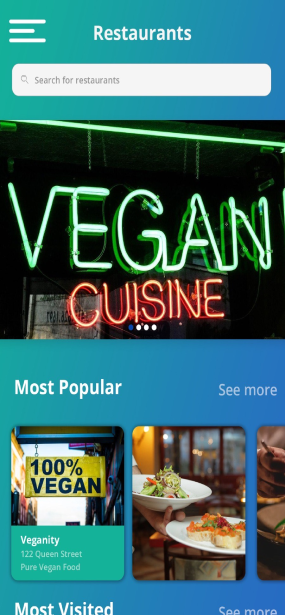 Restaurants
Search for restaurants
VEGAN
CUISINE
Most Popular
See more
100%
VEGAN
Veganity
122 Queen Street
Pure Vegan Food
Most Visited
See more